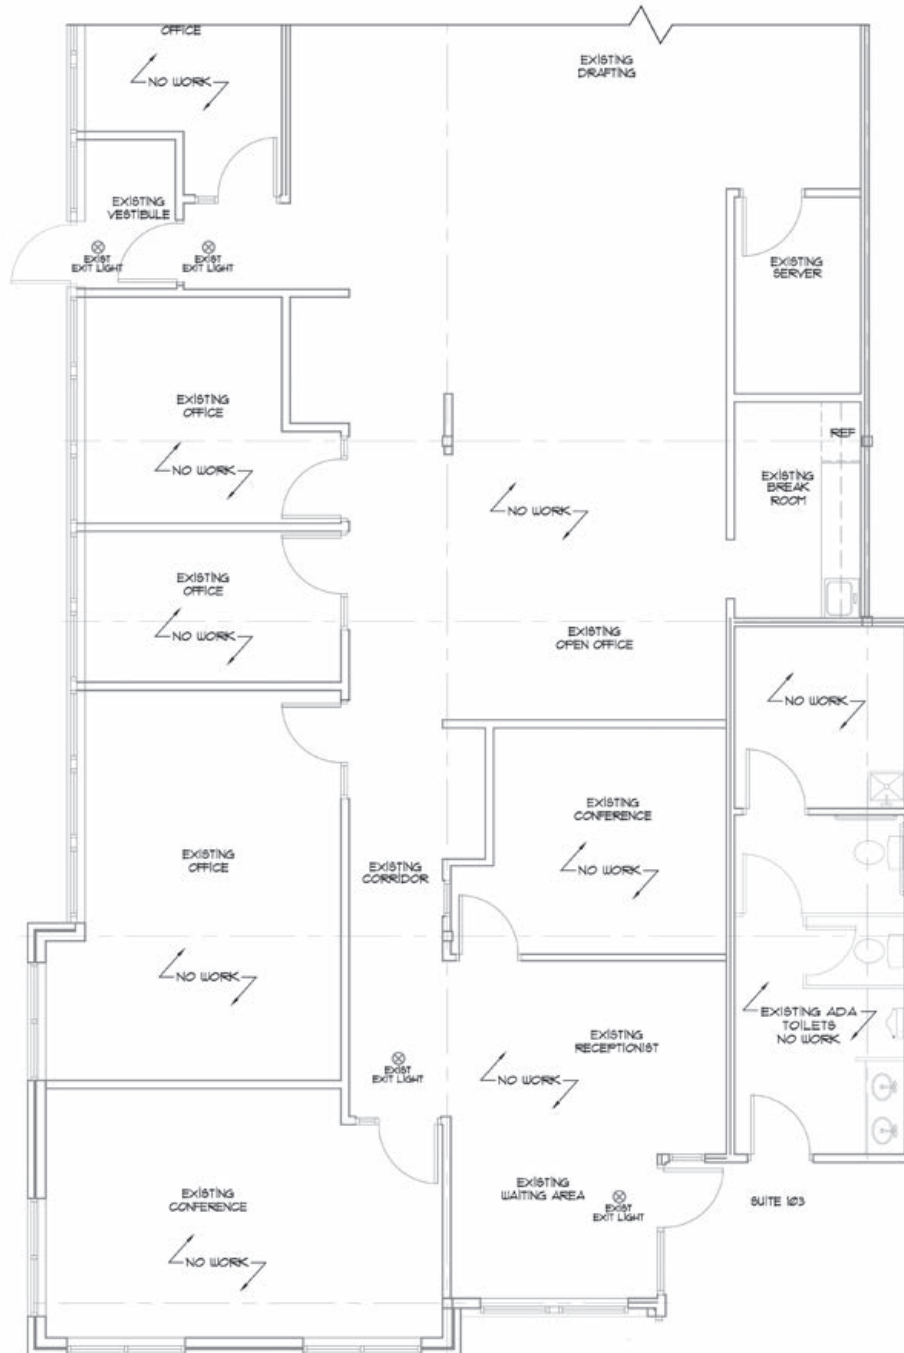 OFFICE
NO WORK
EXISTING
DRAFTING
EXISTING
VESTIBULE
EXIST
EXIT LIGHT
EXIST
EXIT LIGHT
EXISTING
SERVER
EXISTING
OFFICE
NO WORK
REF
EXISTING
BREAK
ROOM
NO WORK
EXISTING
OFFICE
NO WORK
EXISTING
OPEN OFFICE
NO WORK
EXISTING
CONFERENCE
NO WORK
EXISTING
OFFICE
NO WORK
EXISTING
CORRIDOR
EXISTING ADA
TOILETS
NO WORK
EXISTING
RECEPTIONIST
NO WORK
EXIST
EXIT LIGHT
EXISTING
CONFERENCE
NO WORK
EXISTING
WAITING AREA
EXIST
EXIT LIGHT
SUITE 103